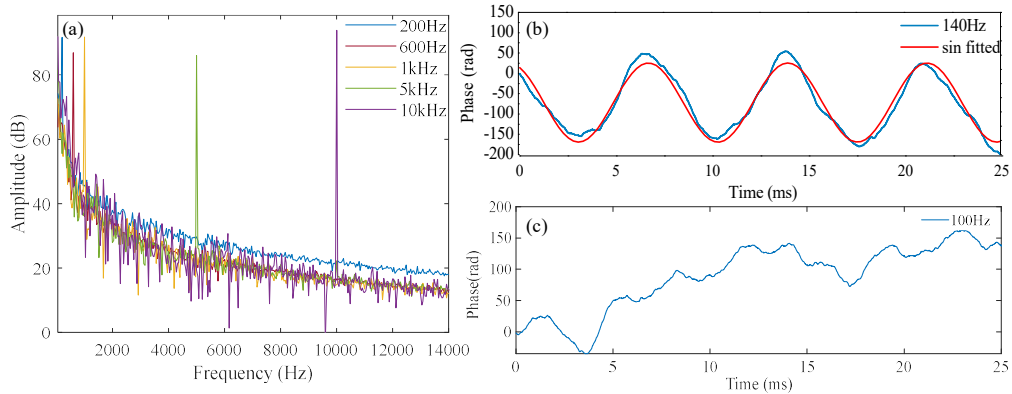 (a)
200Hz
600Hz
1kHz
5kHz
10kHz
80
60
40
20
0
Amplitude (dB)
2000 4000 6000 8000 10000 12000 14000
Frequency (Hz)
(b)
140Hz
sin fitted
150
100
50
0
-50
-100
-150
-200
Phase (rad)
0 5 10 15 20 25
Time (ms)
(c)
100Hz
200
150
100
50
0
Phase(rad)
0 5 10 15 20 25
Time (ms)